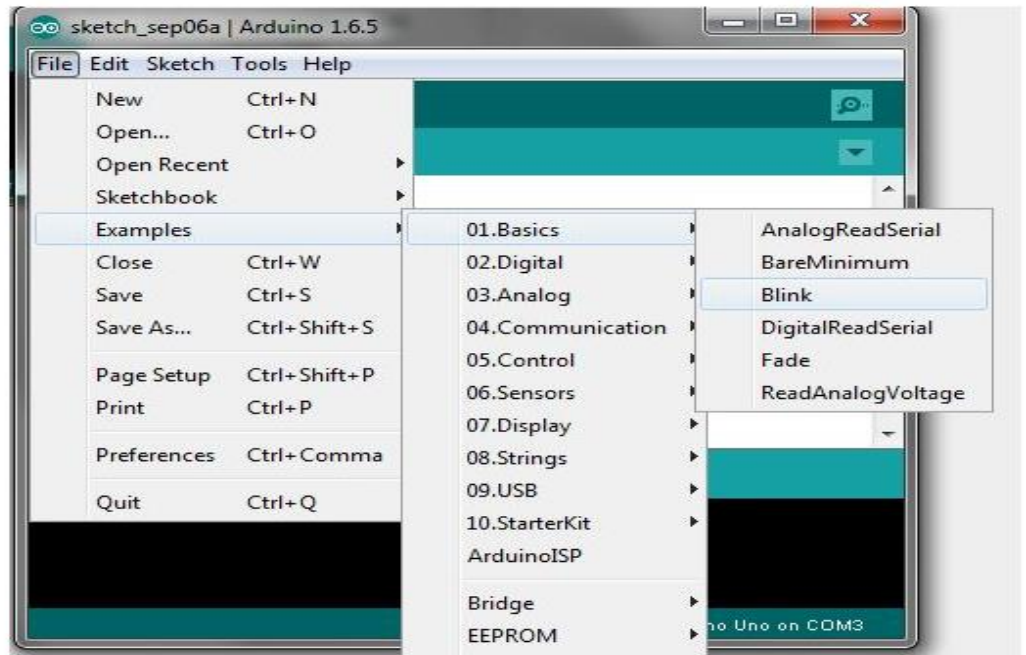 sketch_sep06a | Arduino 1.6.5
File Edit Sketch Tools Help
New Ctrl+N
Open... Ctrl+O
Open Recent
Sketchbook
Examples
Close Ctrl+W
Save Ctrl+S
Save As... Ctrl+Shift+S
Page Setup Ctrl+Shift+P
Print Ctrl+P
Preferences Ctrl+Comma
Quit Ctrl+Q
01.Basics
02.Digital
03.Analog
04.Communication
05.Control
06.Sensors
07.Display
08.Strings
09.USB
10.StarterKit
ArduinoISP
Bridge
EEPROM
AnalogReadSerial
BareMinimum
Blink
DigitalReadSerial
Fade
ReadAnalogVoltage
no Uno on COM3